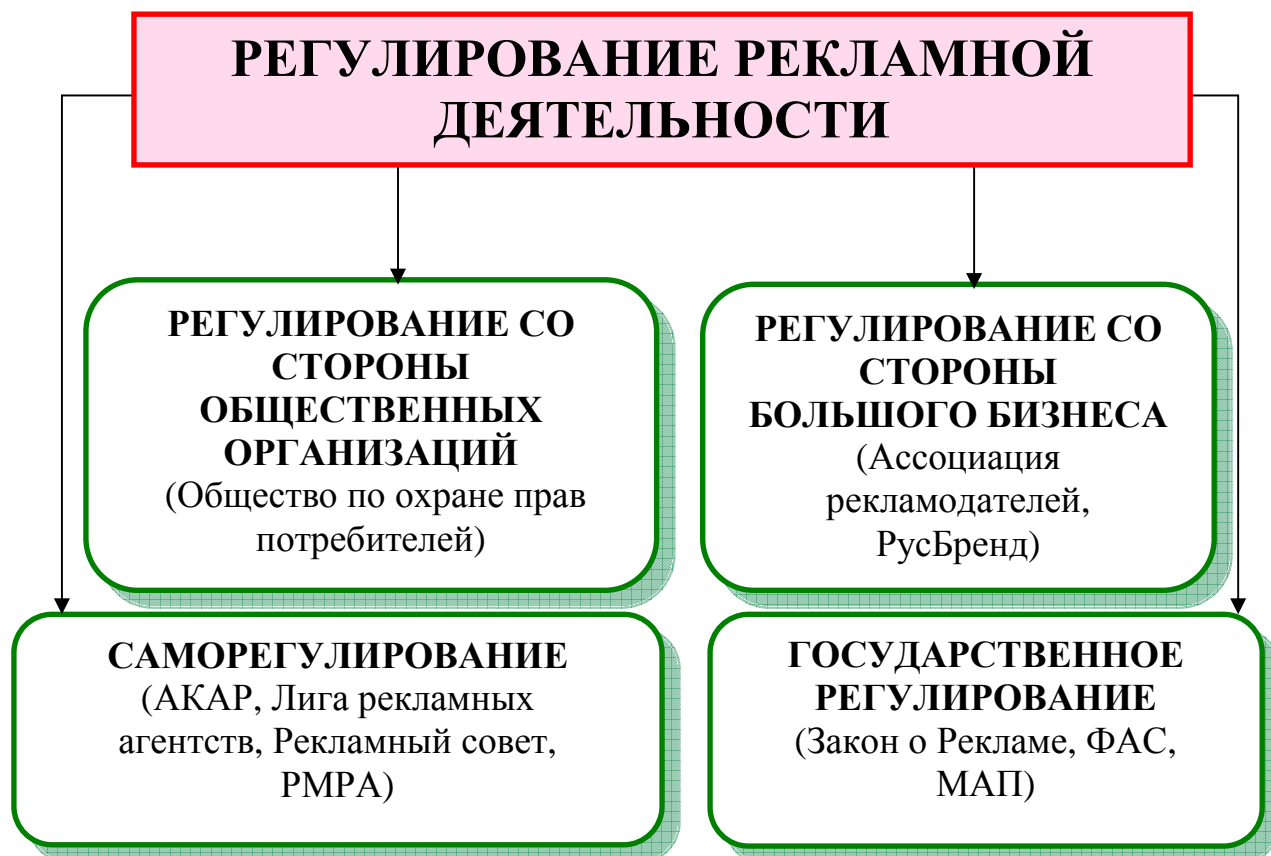 РЕГУЛИРОВАНИЕ РЕКЛАМНОЙ
ДЕЯТЕЛЬНОСТИ
РЕГУЛИРОВАНИЕ СО
СТОРОНЫ
ОБЩЕСТВЕННЫХ
ОРГАНИЗАЦИЙ
(Общество по охране прав
потребителей)
РЕГУЛИРОВАНИЕ СО
СТОРОНЫ
БОЛЬШОГО БИЗНЕСА
(Ассоциация
рекламодателей,
РусБренд)
САМОРЕГУЛИРОВАНИЕ
(АКАР, Лига рекламных
агентств, Рекламный совет,
РМРА)
ГОСУДАРСТВЕННОЕ
РЕГУЛИРОВАНИЕ
(Закон о Рекламе, ФАС,
МАП)